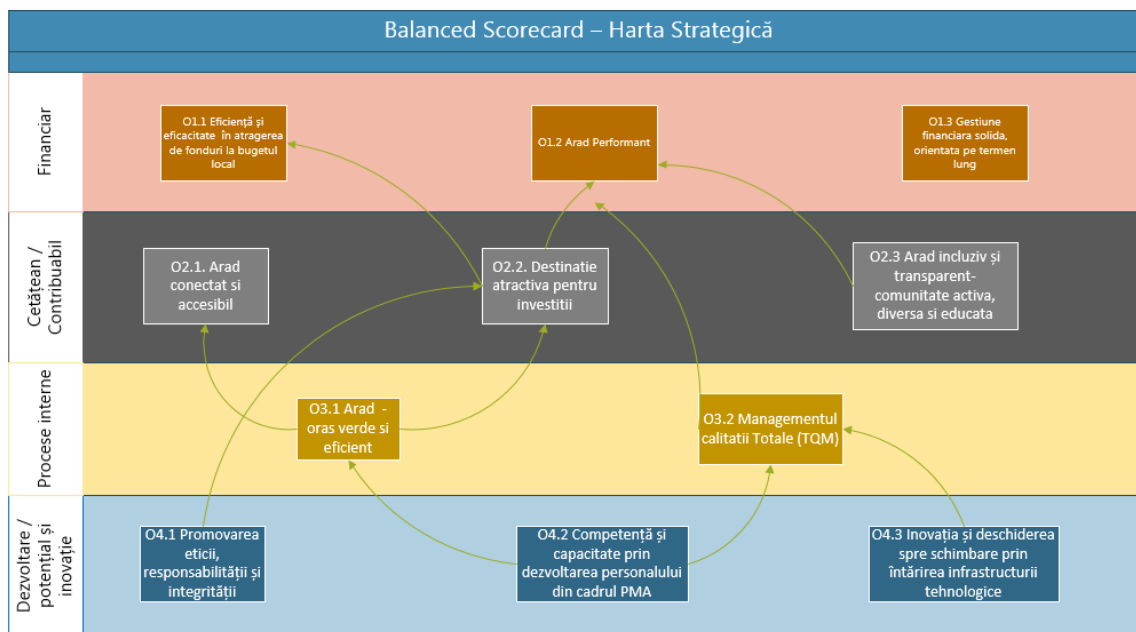 Balanced Scorecard – Harta Strategică
Financiar
O1.1 Eficiență și
eficacitate în atragerea
de fonduri la bugetul
local
O1.2 Arad Performant
O1.3 Gestiune
financiara solida,
orientata pe termen
lung
Cetățean /
Contribuabil
O2.1. Arad
conectat si
accesibil
O2.2. Destinatie
atractiva pentru
investitii
O2.3 Arad incluziv și
transparent-
comunitate activa,
diversa si educata
Procese interne
O3.1 Arad -
oras verde si
eficient
O3.2 Managementul
calitatii Totale (TQM)
Dezvoltare /
potențial și
inovație
O4.1 Promovarea
eticii,
responsabilității și
integrității
O4.2 Competență și
capacitate prin
dezvoltarea personalului
din cadrul PMA
O4.3 Inovația și deschiderea
spre schimbare prin
întărirea infrastructurii
tehnologice